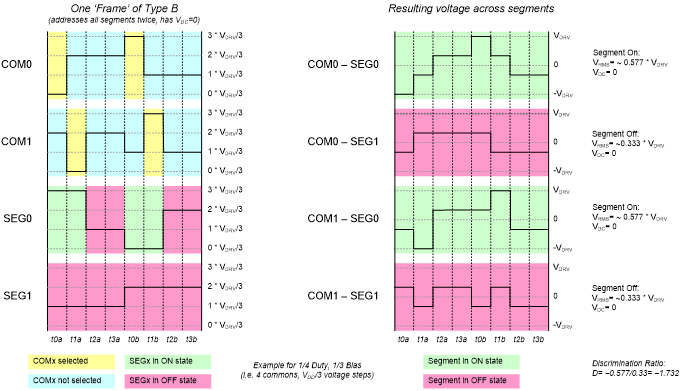 One 'Frame' of Type B
(addresses all segments twice, has VDC=0)
Resulting voltage across segments
COM0
3 * VDRV/3
2 * VDRV/3
1 * VDRV/3
0 * VDRV/3
COM1
3 * VDRV/3
2 * VDRV/3
1 * VDRV/3
0 * VDRV/3
SEG0
3 * VDRV/3
2 * VDRV/3
1 * VDRV/3
0 * VDRV/3
SEG1
3 * VDRV/3
2 * VDRV/3
1 * VDRV/3
0 * VDRV/3
t0a t1a t2a t3a t0b t1b t2b t3b
COM0 – SEG0
VDRV
0
-VDRV
Segment On:
VRMS= ~ 0.577 * VDRV
VDC= 0
COM0 – SEG1
VDRV
0
-VDRV
Segment Off:
VRMS= ~0.333 * VDRV
VDC= 0
COM1 – SEG0
VDRV
0
-VDRV
Segment On:
VRMS= ~ 0.577 * VDRV
VDC= 0
COM1 – SEG1
VDRV
0
-VDRV
Segment Off:
VRMS= ~0.333 * VDRV
VDC= 0
t0a t1a t2a t3a t0b t1b t2b t3b
COMx selected
SEGx in ON state
COMx not selected
SEGx in OFF state
Example for 1/4 Duty, 1/3 Bias
(i.e. 4 commons, VDC/3 voltage steps)
Segment in ON state
Segment in OFF state
Discrimination Ratio:
D= ~0.577/0.33= ~1.732